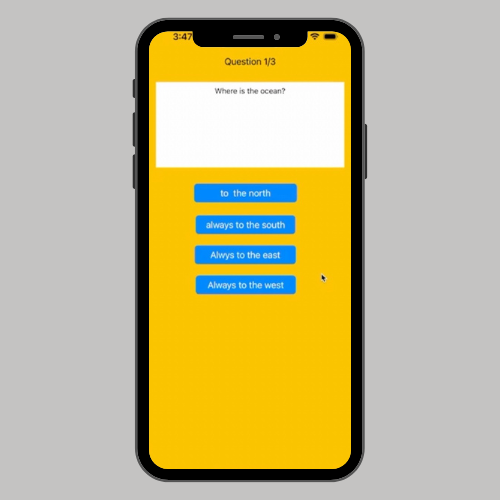 3:47
Question 1/3
Where is the ocean?
to  the north
always to the south
Alwys to the east
Always to the west